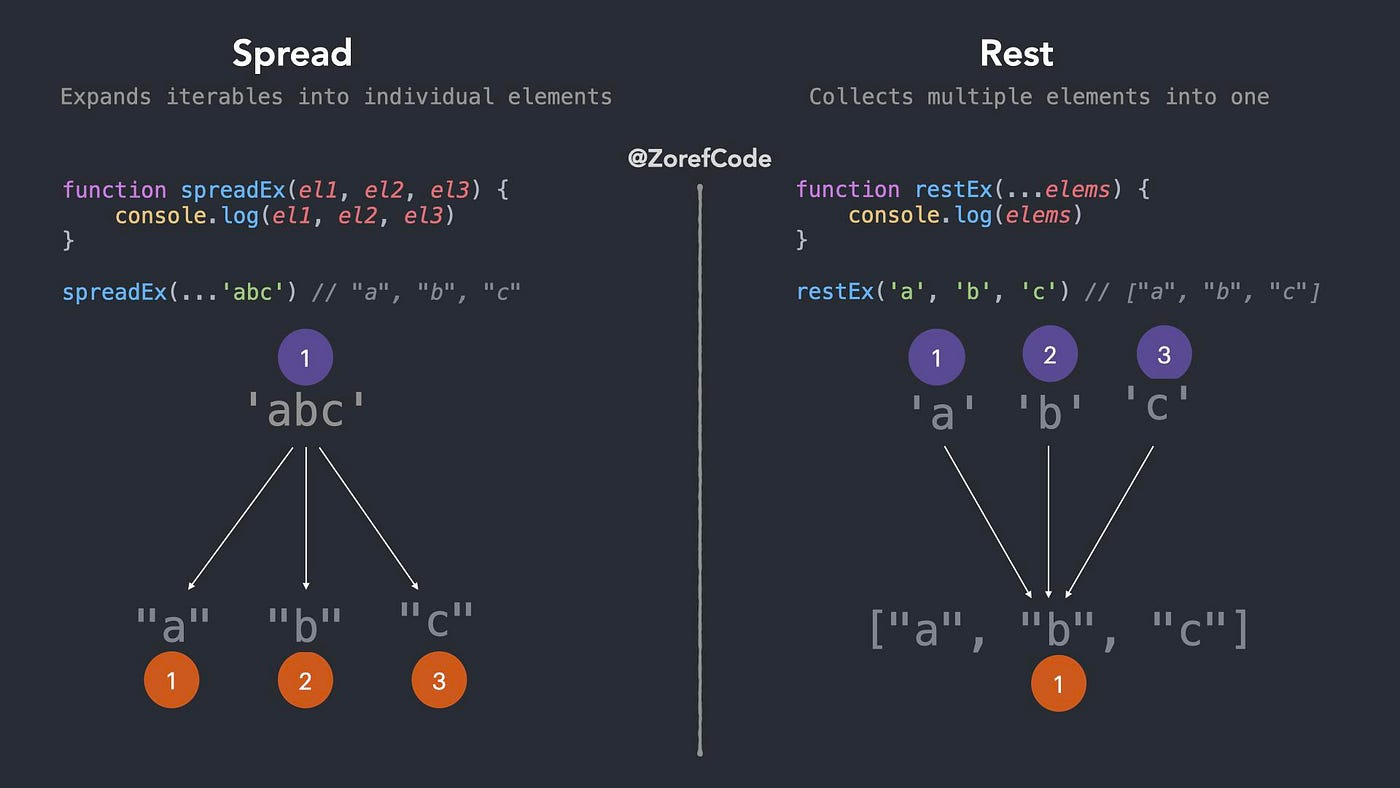 Spread
Expands iterables into individual elements
function spreadEx(el1, el2, el3) {
    console.log(el1, el2, el3)
}
spreadEx(...'abc') // "a", "b", "c"
1
'abc'
"a" "b" "c"
1 2 3
@ZorefCode
Rest
Collects multiple elements into one
function restEx(...elems) {
    console.log(elems)
}
restEx('a', 'b', 'c') // ["a", "b", "c"]
1 2 3
'a' 'b' 'c'
["a", "b", "c"]
1